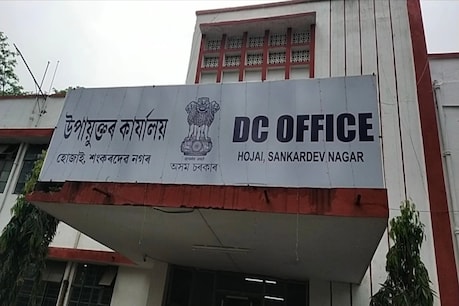 উপায়ুক্তৰ কাৰ্যালয়
হোজাই, শংকৰদেৱ নগৰ
অসম চৰকাৰ
DC OFFICE
HOJAI, SANKARDEV NAGAR